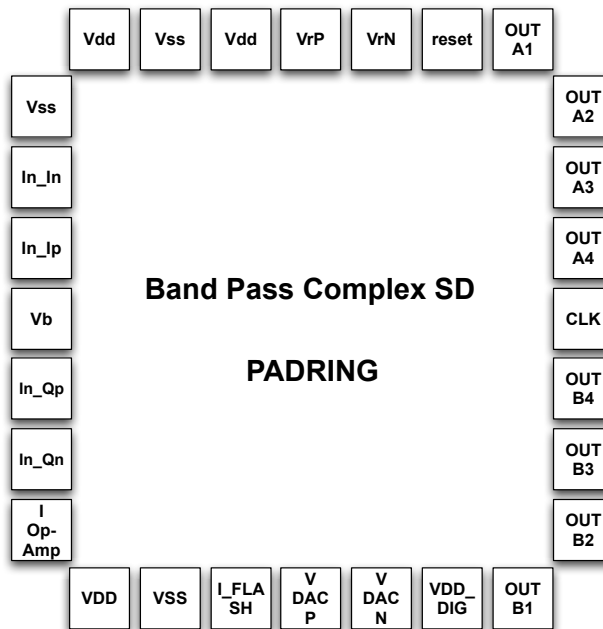 Vdd
Vss
Vdd
VrP
VrN
reset
OUT
A1
Vss
OUT
A2
In_In
OUT
A3
In_Ip
OUT
A4
Band Pass Complex SD
Vb
CLK
PADRING
In_Qp
OUT
B4
In_Qn
OUT
B3
I
Op-
Amp
OUT
B2
VDD
VSS
I_FLA
SH
V
DAC
P
V
DAC
N
VDD_
DIG
OUT
B1